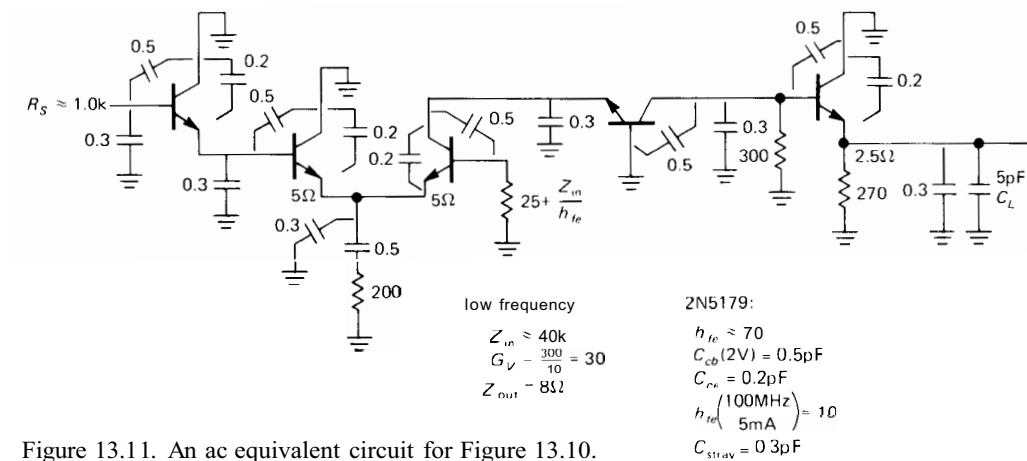 0.5
0.2
R_S ≈ 1.0k
0.3
0.3
0.5
0.2
5Ω
0.3
0.5
200
0.2
0.5
5Ω
25+ Z_in/h_fe
0.3
0.5
0.3
300
0.5
0.2
2.5Ω
270
0.3
5pF
C_L
low frequency
Z_in ≈ 40k
G_V = 300/10 = 30
Z_out = 8Ω
2N5179:
h_fe ≈ 70
C_cb(2V) = 0.5pF
C_ce = 0.2pF
h_fe(100MHz
5mA) = 10
C_stray = 0 3pF
Figure 13.11. An ac equivalent circuit for Figure 13.10.